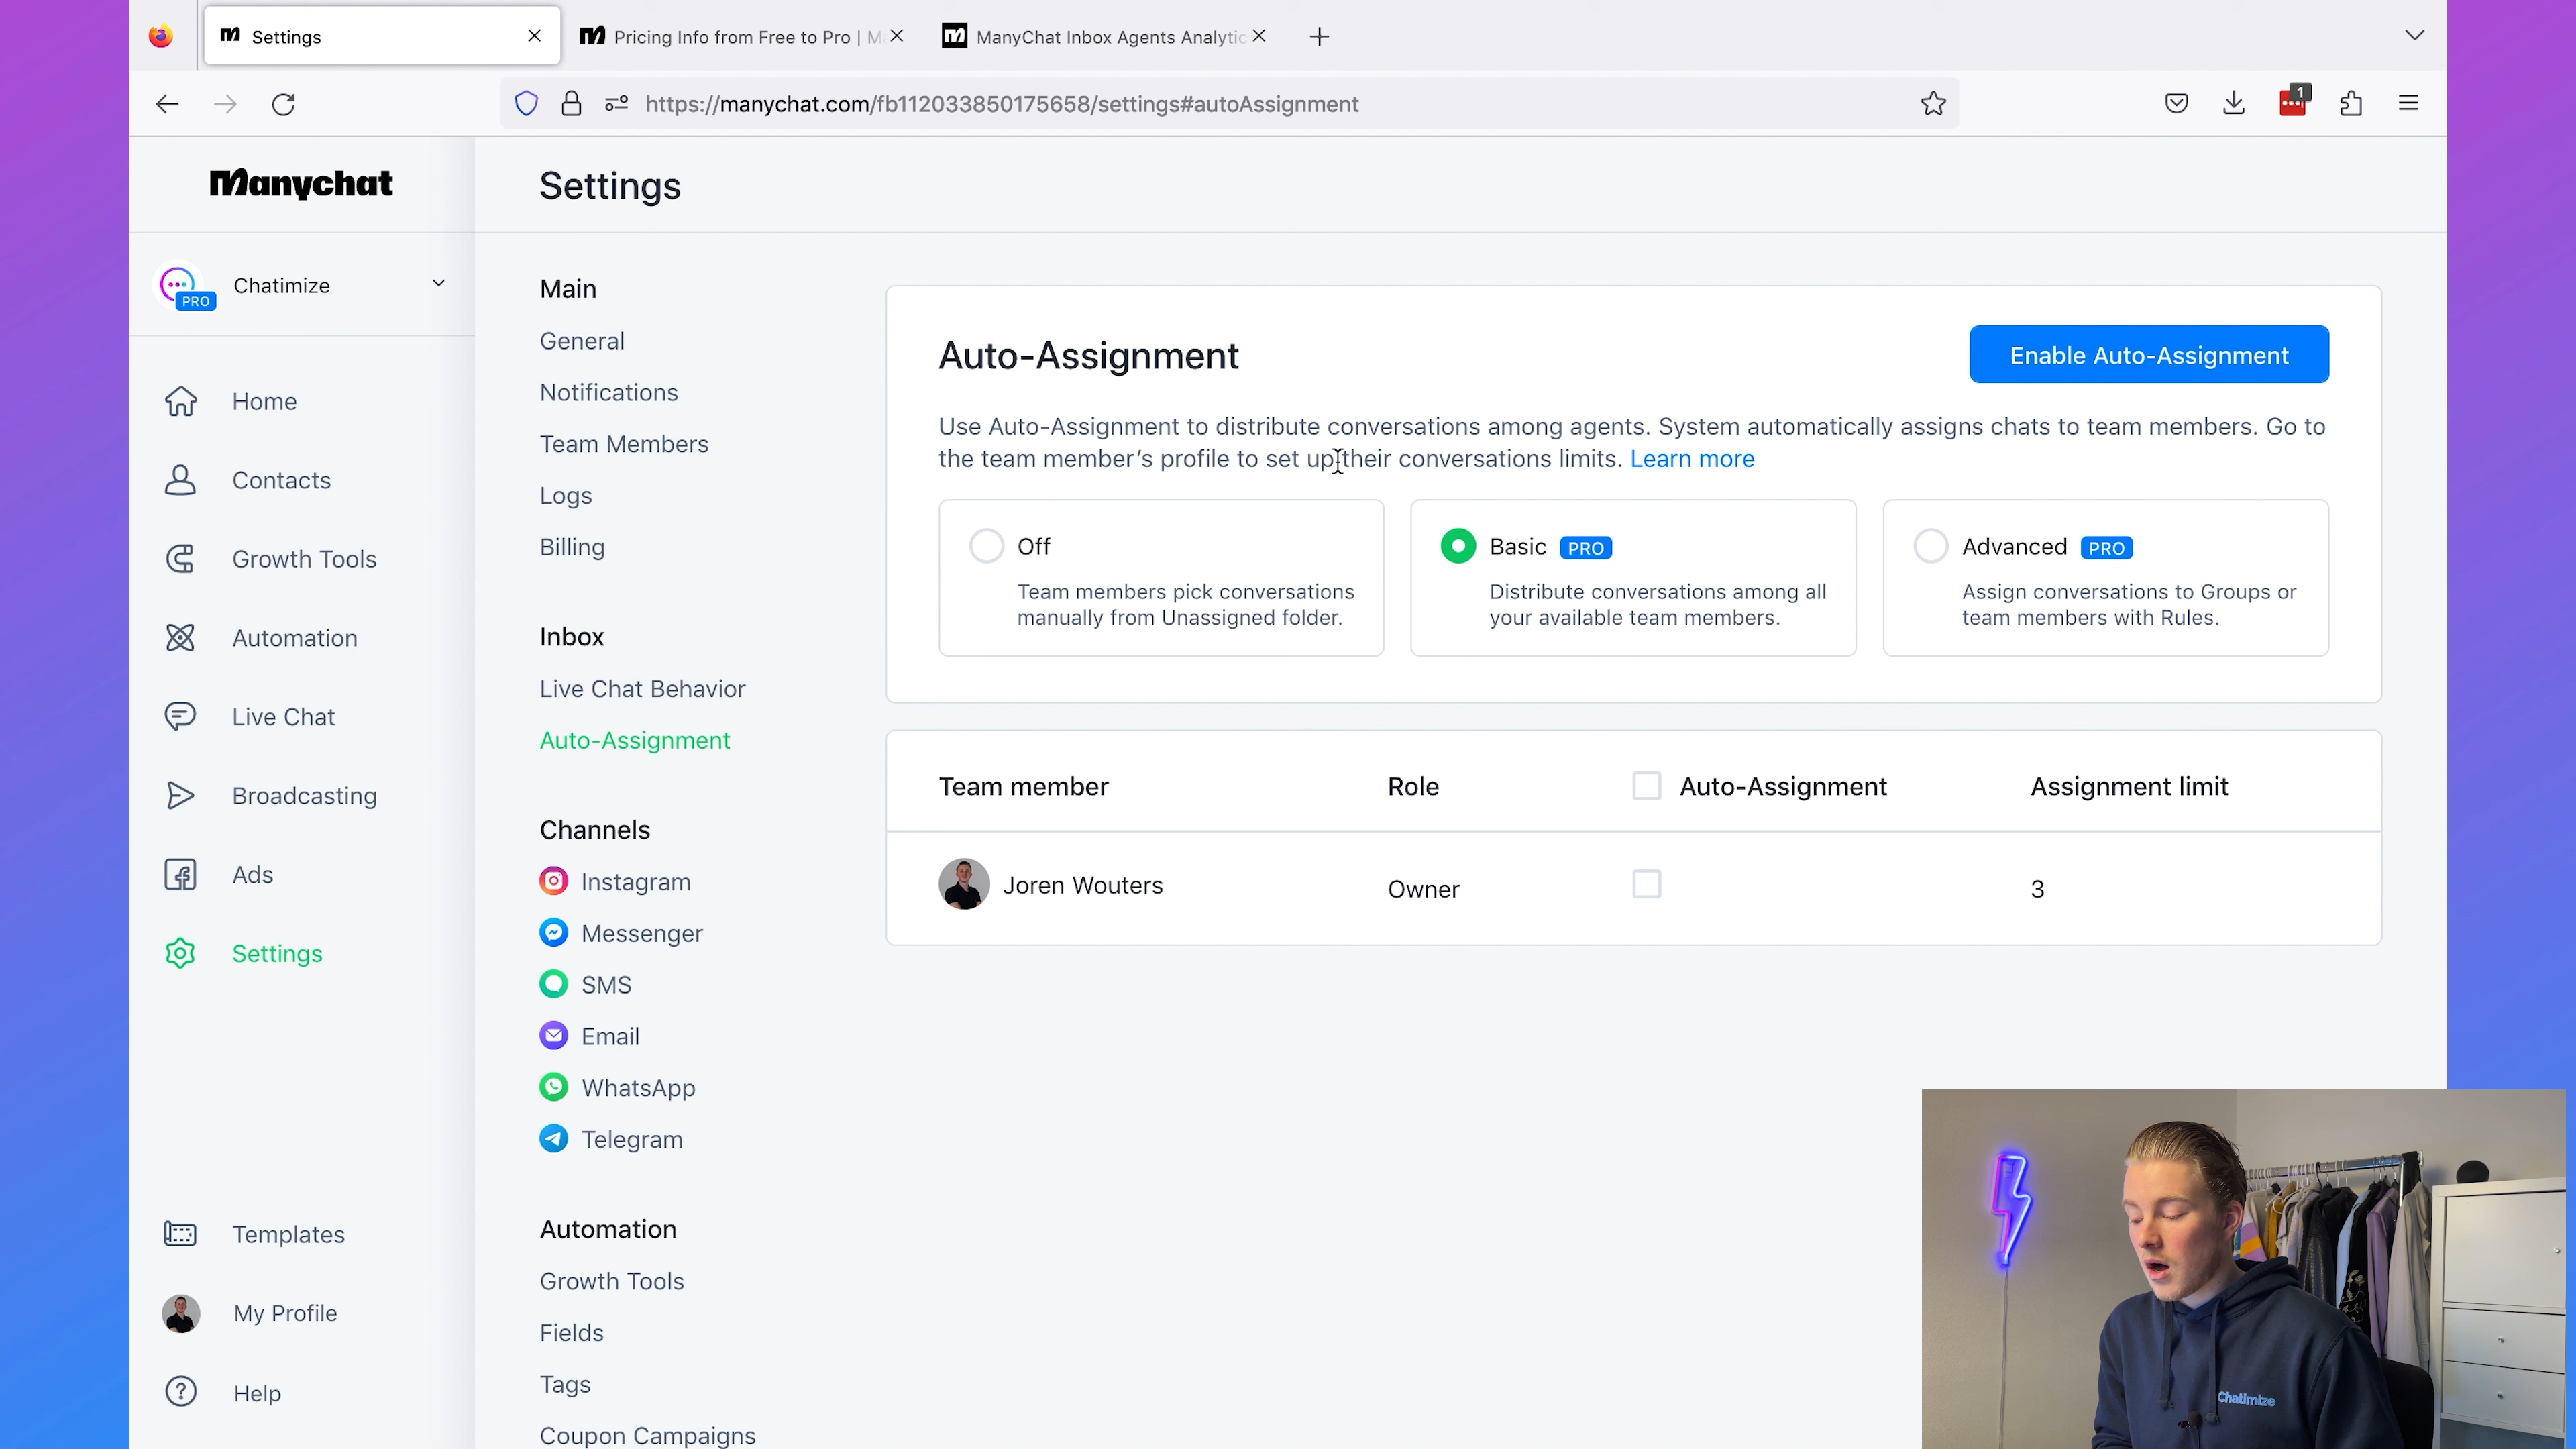 Settings
Pricing Info from Free to Pro | M
ManyChat Inbox Agents Analytic
https://manychat.com/fb112033850175658/settings#autoAssignment
1
Manychat
Settings
Chatimize
PRO
Home
Contacts
Growth Tools
Automation
Live Chat
Broadcasting
Ads
Settings
Templates
My Profile
Help
Main
General
Notifications
Team Members
Logs
Billing
Inbox
Live Chat Behavior
Auto-Assignment
Channels
Instagram
Messenger
SMS
Email
WhatsApp
Telegram
Automation
Growth Tools
Fields
Tags
Coupon Campaigns
Auto-Assignment
Enable Auto-Assignment
Use Auto-Assignment to distribute conversations among agents. System automatically assigns chats to team members. Go to
the team member's profile to set up their conversations limits. Learn more
Off
Team members pick conversations
manually from Unassigned folder.
Basic PRO
Distribute conversations among all
your available team members.
Advanced PRO
Assign conversations to Groups or
team members with Rules.
Team member Role Auto-Assignment Assignment limit
Joren Wouters Owner 3
Chatimize